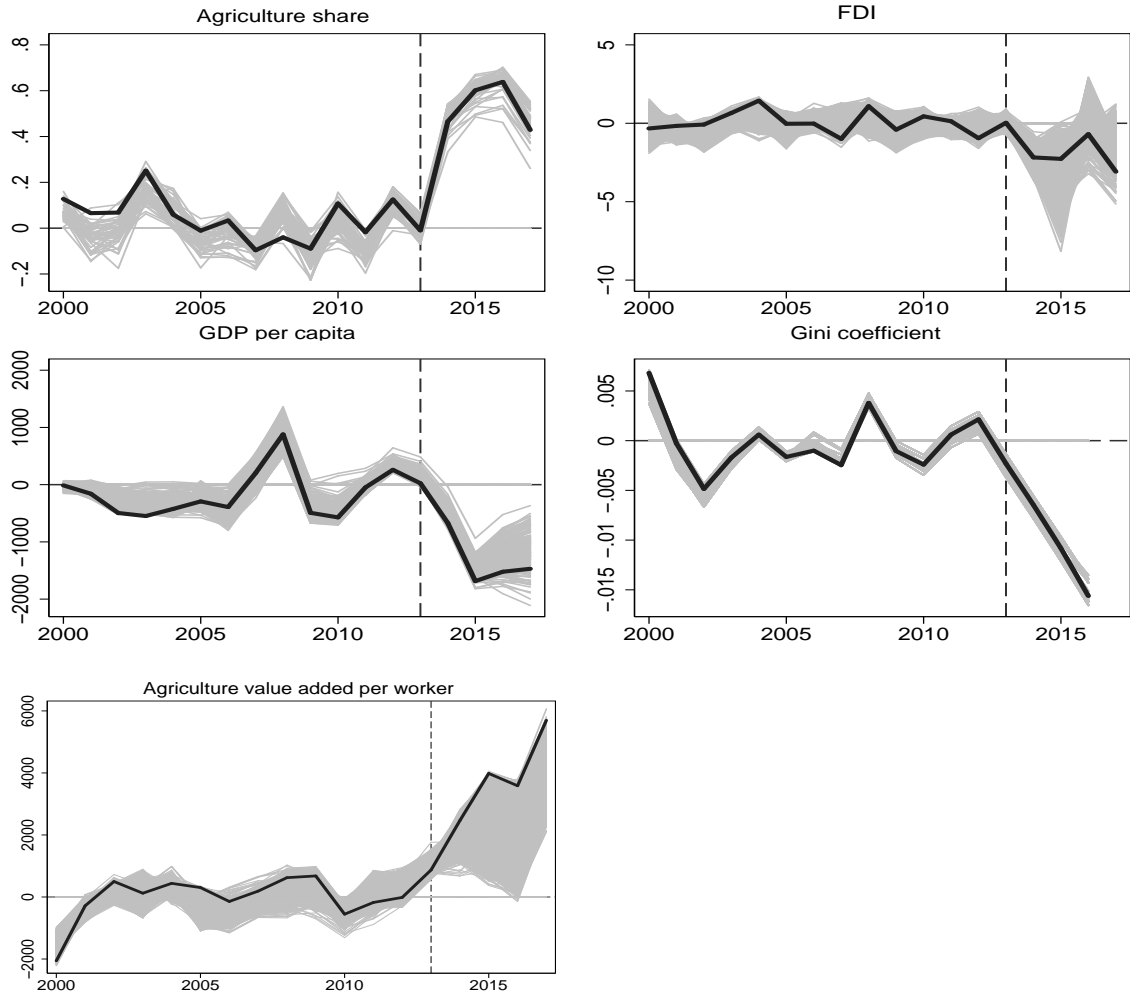 Agriculture share
.8
.6
.4
.2
0
-.2
2000 2005 2010 2015
FDI
5
0
-5
-10
2000 2005 2010 2015
GDP per capita
2000
1000
0
-1000
-2000
2000 2005 2010 2015
Gini coefficient
.005
0
-.005
-.01
-.015
2000 2005 2010 2015
Agriculture value added per worker
6000
4000
2000
0
-2000
2000 2005 2010 2015